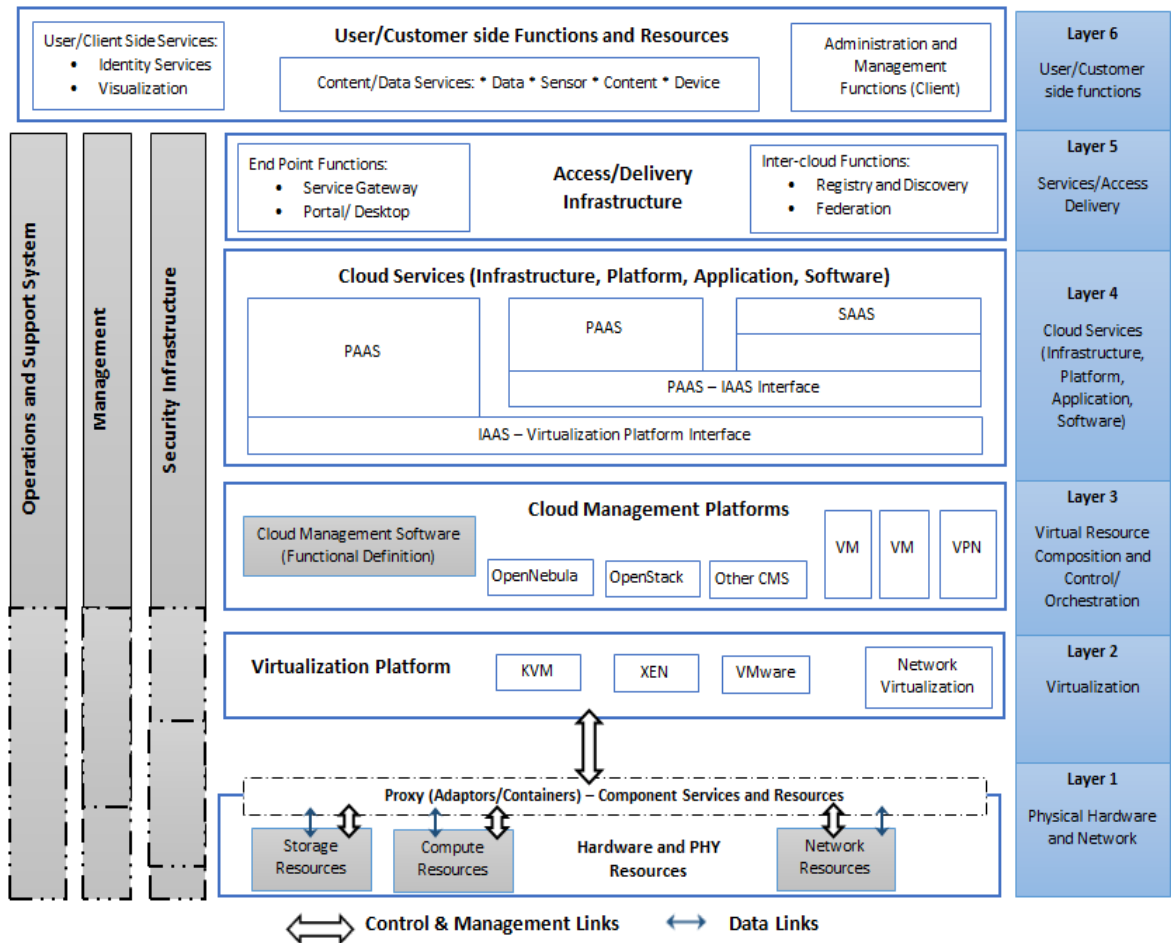 User/Customer side Functions and Resources
User/Client Side Services:
• Identity Services
• Visualization
Content/Data Services: * Data * Sensor * Content * Device
Administration and
Management
Functions (Client)
Layer 6
User/Customer
side functions
Operations and Support System
Management
Security Infrastructure
End Point Functions:
• Service Gateway
• Portal/ Desktop
Access/Delivery
Infrastructure
Inter-cloud Functions:
• Registry and Discovery
• Federation
Layer 5
Services/Access
Delivery
Cloud Services (Infrastructure, Platform, Application, Software)
PAAS
PAAS
SAAS
PAAS – IAAS Interface
IAAS – Virtualization Platform Interface
Layer 4
Cloud Services
(Infrastructure,
Platform,
Application,
Software)
Cloud Management Platforms
Cloud Management Software
(Functional Definition)
OpenNebula
OpenStack
Other CMS
VM
VM
VPN
Layer 3
Virtual Resource
Composition and
Control/
Orchestration
Virtualization Platform
KVM
XEN
VMware
Network
Virtualization
Layer 2
Virtualization
Proxy (Adaptors/Containers) – Component Services and Resources
Storage
Resources
Compute
Resources
Hardware and PHY
Resources
Network
Resources
Layer 1
Physical Hardware
and Network
Control & Management Links
Data Links